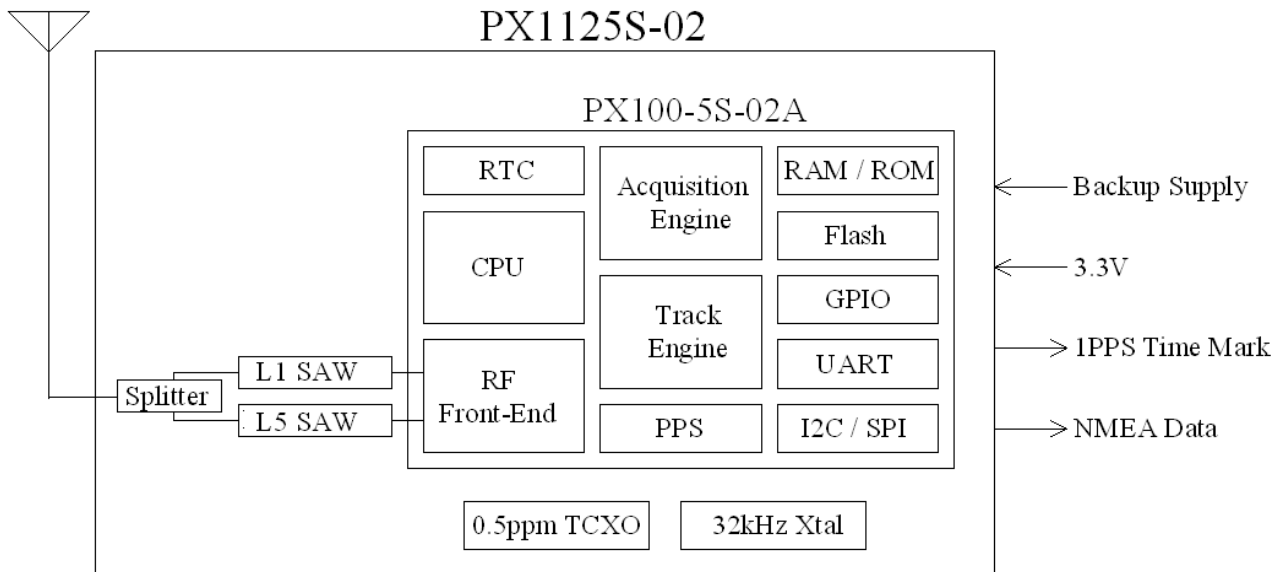 PX1125S-02
PX100-5S-02A
RTC
Acquisition
Engine
RAM / ROM
CPU
Flash
Track
Engine
GPIO
RF
Front-End
UART
PPS
I2C / SPI
L1 SAW
Splitter
L5 SAW
0.5ppm TCXO
32kHz Xtal
Backup Supply
3.3V
1PPS Time Mark
NMEA Data